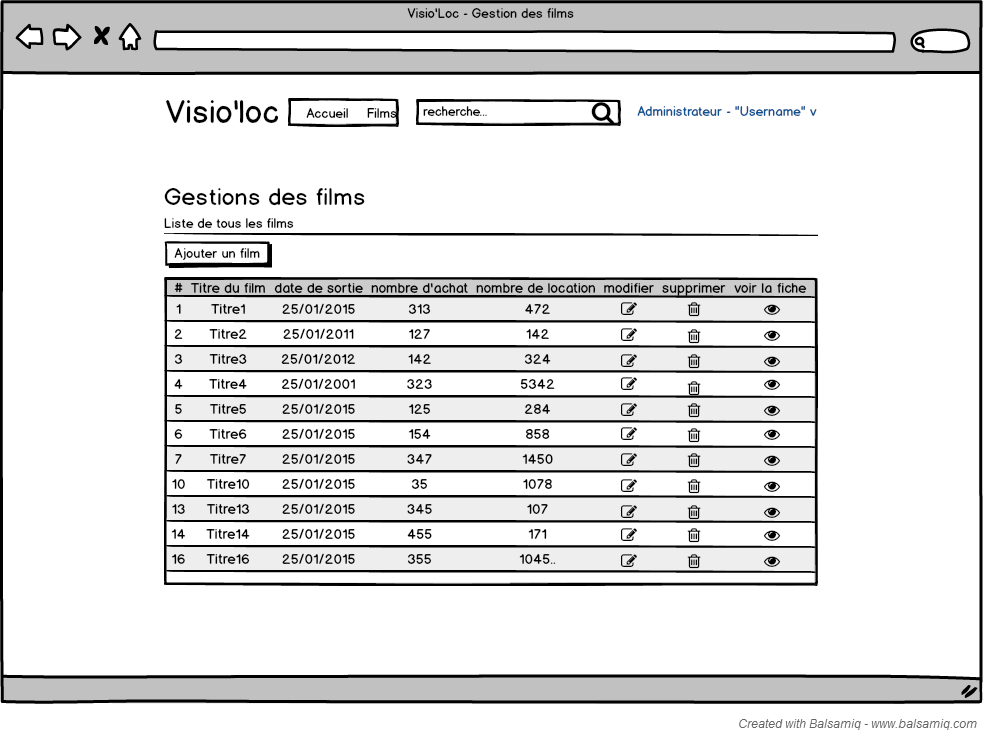 Visio'Loc - Gestion des films
Visio'loc Accueil Films recherche... Administrateur - "Username" v
Gestions des films
Liste de tous les films
Ajouter un film
# Titre du film date de sortie nombre d'achat nombre de location modifier supprimer voir la fiche
1 Titre1 25/01/2015 313 472
2 Titre2 25/01/2011 127 142
3 Titre3 25/01/2012 142 324
4 Titre4 25/01/2001 323 5342
5 Titre5 25/01/2015 125 284
6 Titre6 25/01/2015 154 858
7 Titre7 25/01/2015 347 1450
10 Titre10 25/01/2015 35 1078
13 Titre13 25/01/2015 345 107
14 Titre14 25/01/2015 455 171
16 Titre16 25/01/2015 355 1045..
Created with Balsamiq - www.balsamiq.com